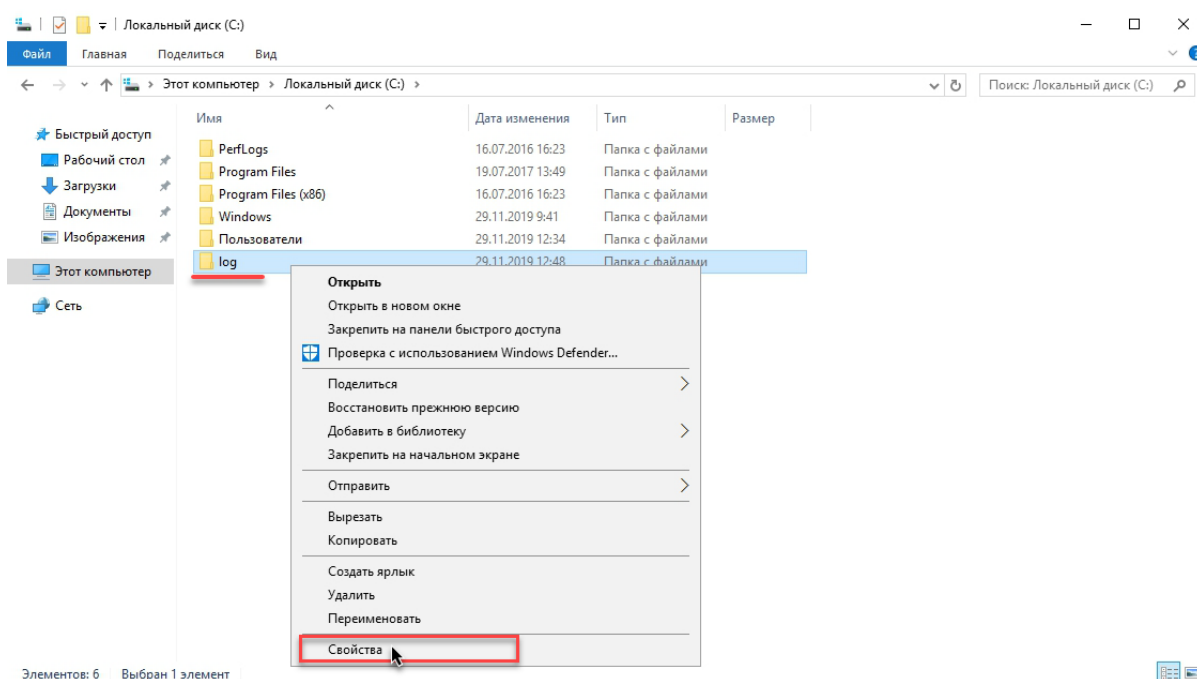 Локальный диск (C:)
Файл Главная Поделиться Вид
Этот компьютер Локальный диск (C:) Поиск: Локальный диск (C:)
Имя Дата изменения Тип Размер
Быстрый доступ
Рабочий стол
Загрузки
Документы
Изображения
Этот компьютер
Сеть
PerfLogs 16.07.2016 16:23 Папка с файлами
Program Files 19.07.2017 13:49 Папка с файлами
Program Files (x86) 16.07.2016 16:23 Папка с файлами
Windows 29.11.2019 9:41 Папка с файлами
Пользователи 29.11.2019 12:34 Папка с файлами
log 29.11.2019 12:48 Папка с файлами
Открыть
Открыть в новом окне
Закрепить на панели быстрого доступа
Проверка с использованием Windows Defender...
Поделиться
Восстановить прежнюю версию
Добавить в библиотеку
Закрепить на начальном экране
Отправить
Вырезать
Копировать
Создать ярлык
Удалить
Переименовать
Свойства
Элементов: 6 Выбран 1 элемент